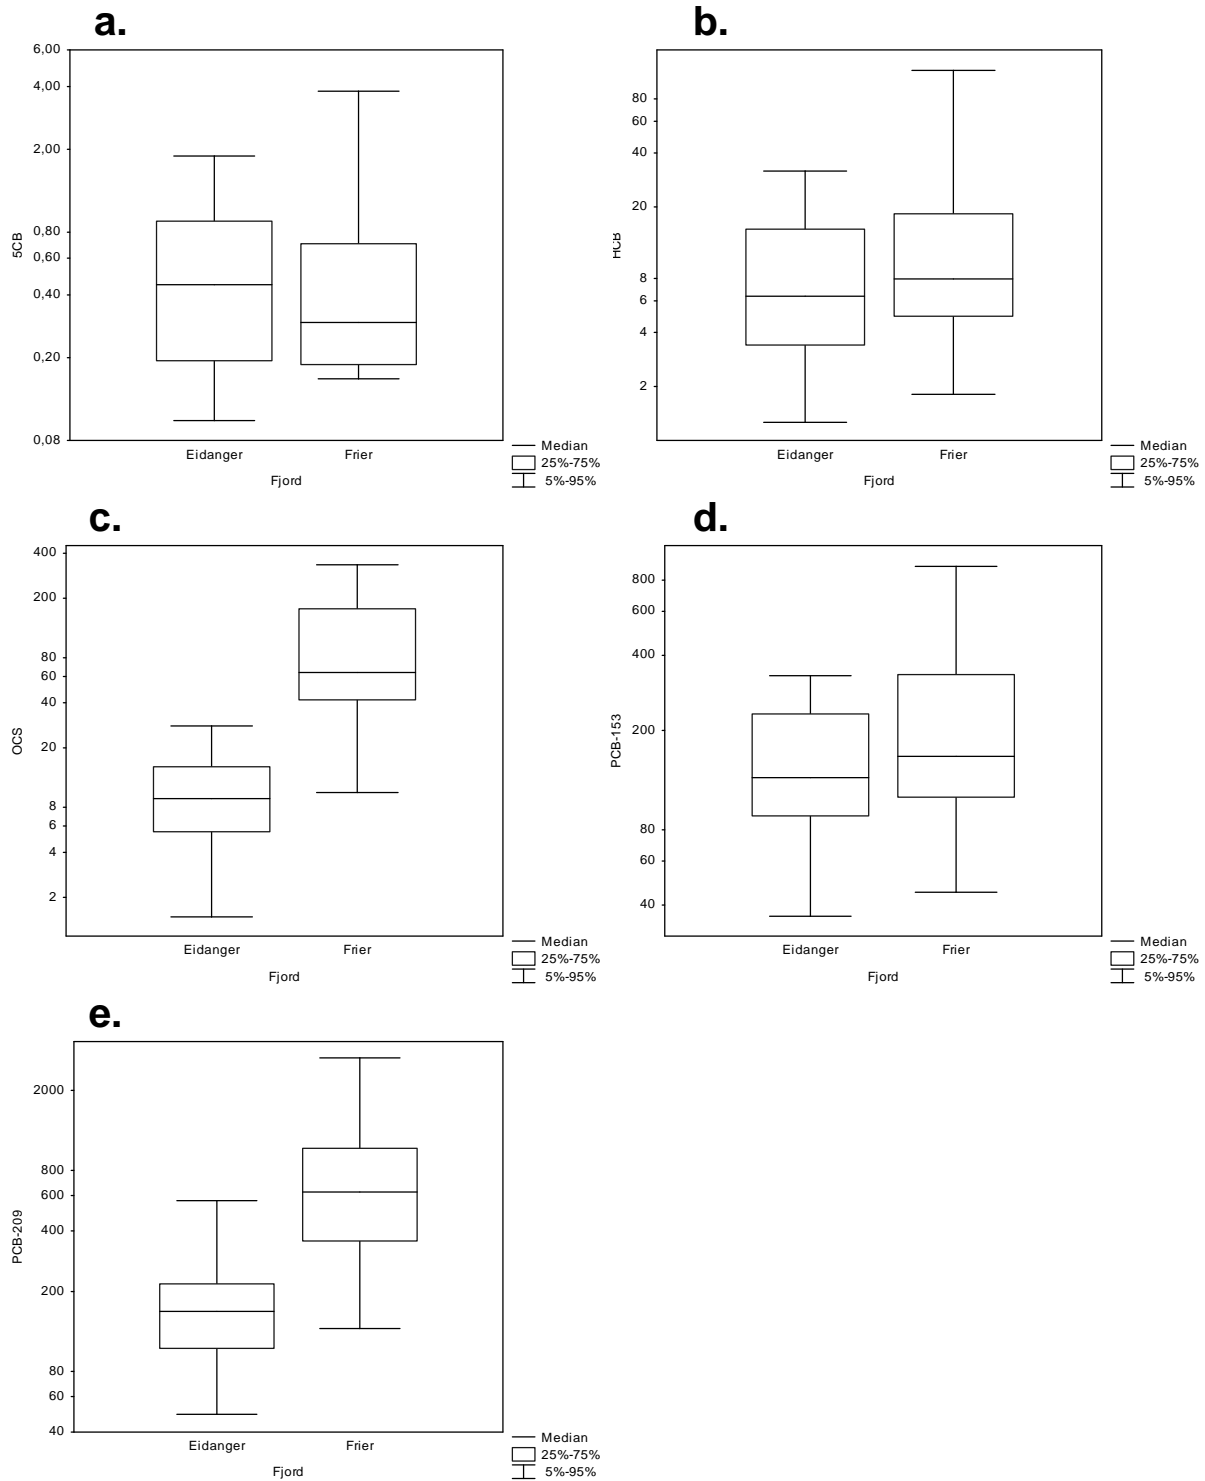 a.
6,00
4,00
2,00
0,80
0,60
0,40
0,20
0,08
5CB
Eidanger
Frier
Fjord
Median
25%-75%
5%-95%
b.
80
60
40
20
8
6
4
2
HCB
Eidanger
Frier
Fjord
Median
25%-75%
5%-95%
c.
400
200
80
60
40
20
8
6
4
2
OCS
Eidanger
Frier
Fjord
Median
25%-75%
5%-95%
d.
800
600
400
200
80
60
40
PCB-153
Eidanger
Frier
Fjord
Median
25%-75%
5%-95%
e.
2000
800
600
400
200
80
60
40
PCB-209
Eidanger
Frier
Fjord
Median
25%-75%
5%-95%